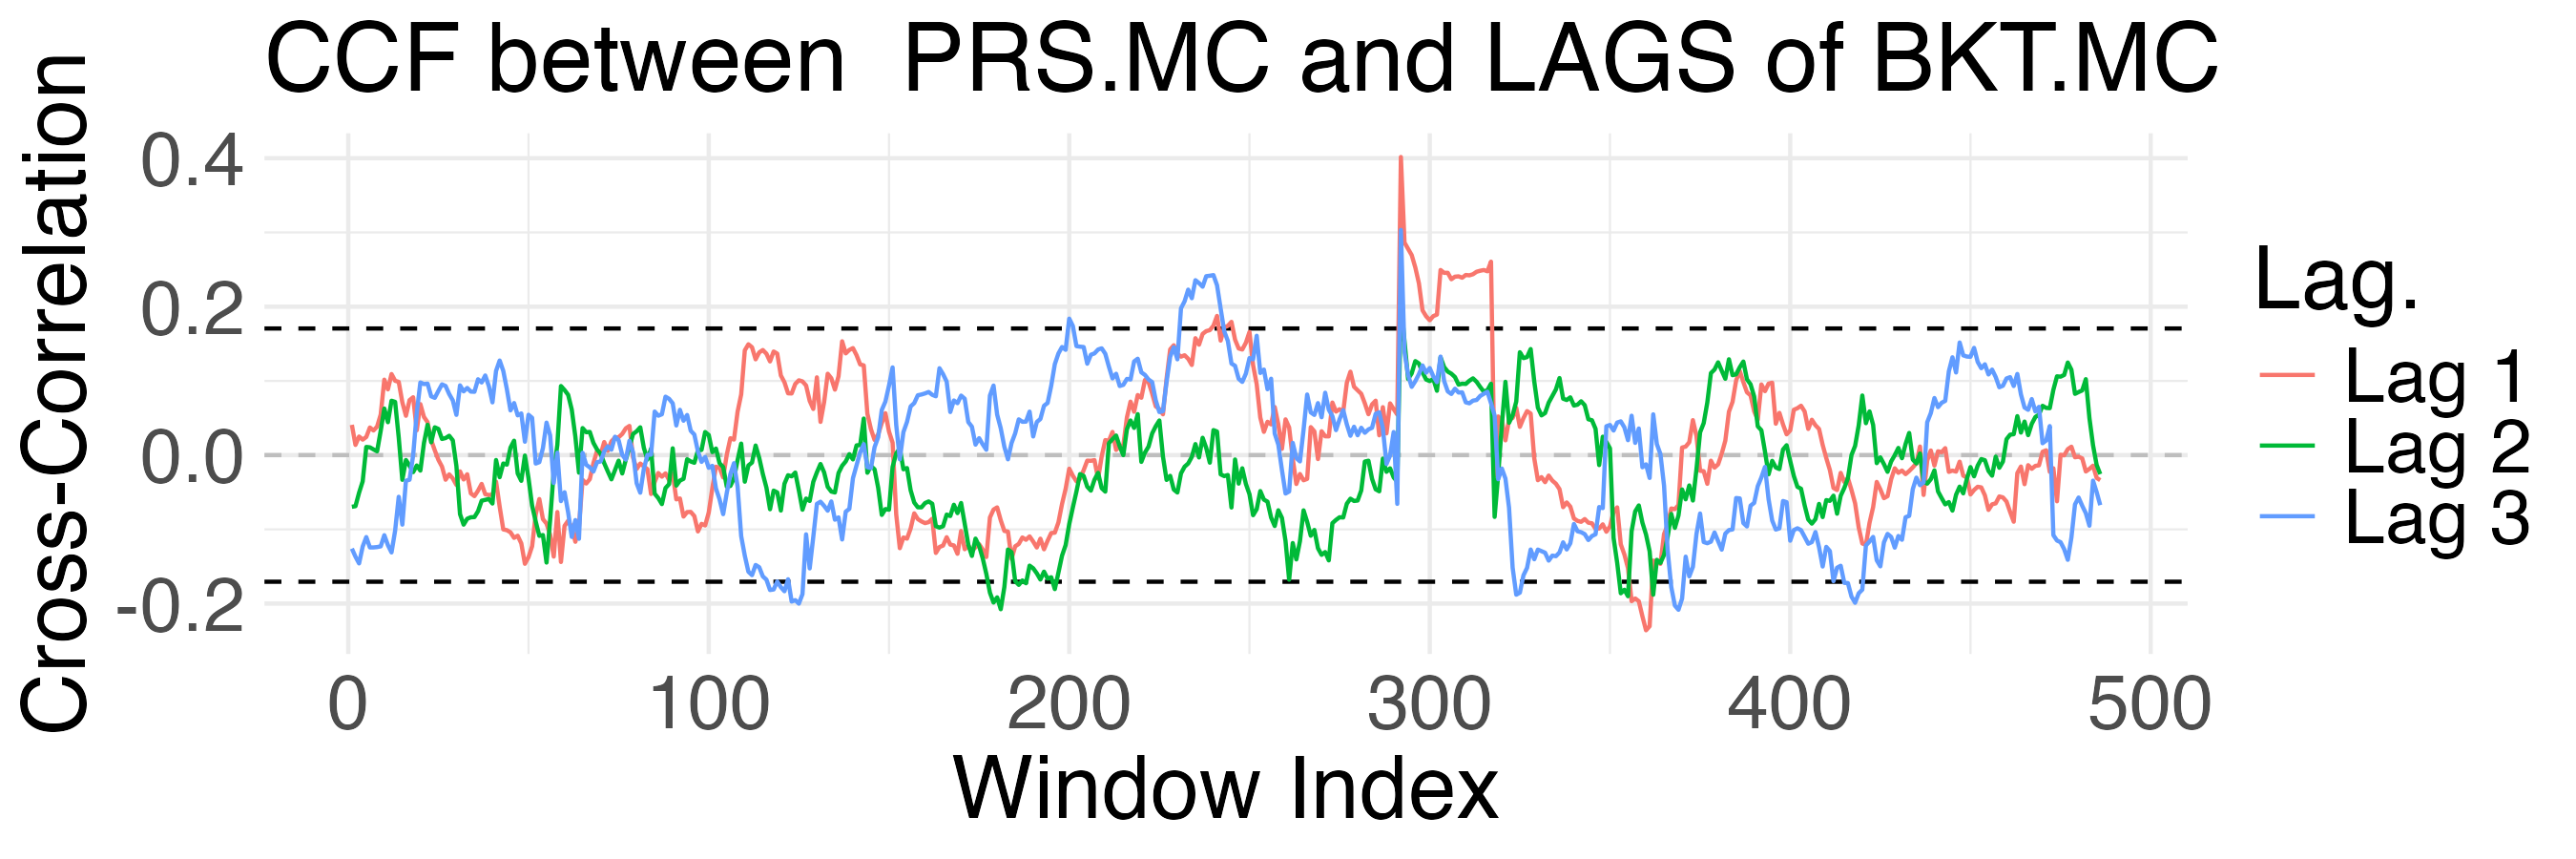 CCF between  PRS.MC and LAGS of BKT.MC
Cross-Correlation
0.4
0.2
0.0
-0.2
0
100
200
300
400
500
Window Index
Lag.
Lag 1
Lag 2
Lag 3